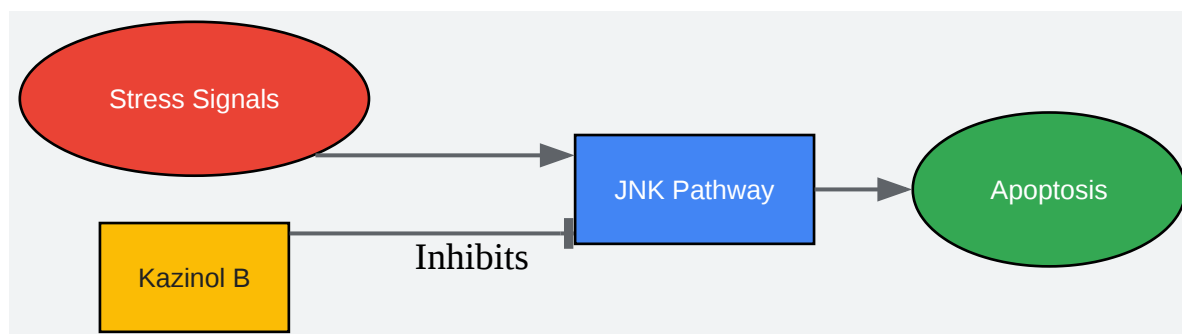 Stress Signals
JNK Pathway
Apoptosis
Inhibits
Kazinol B